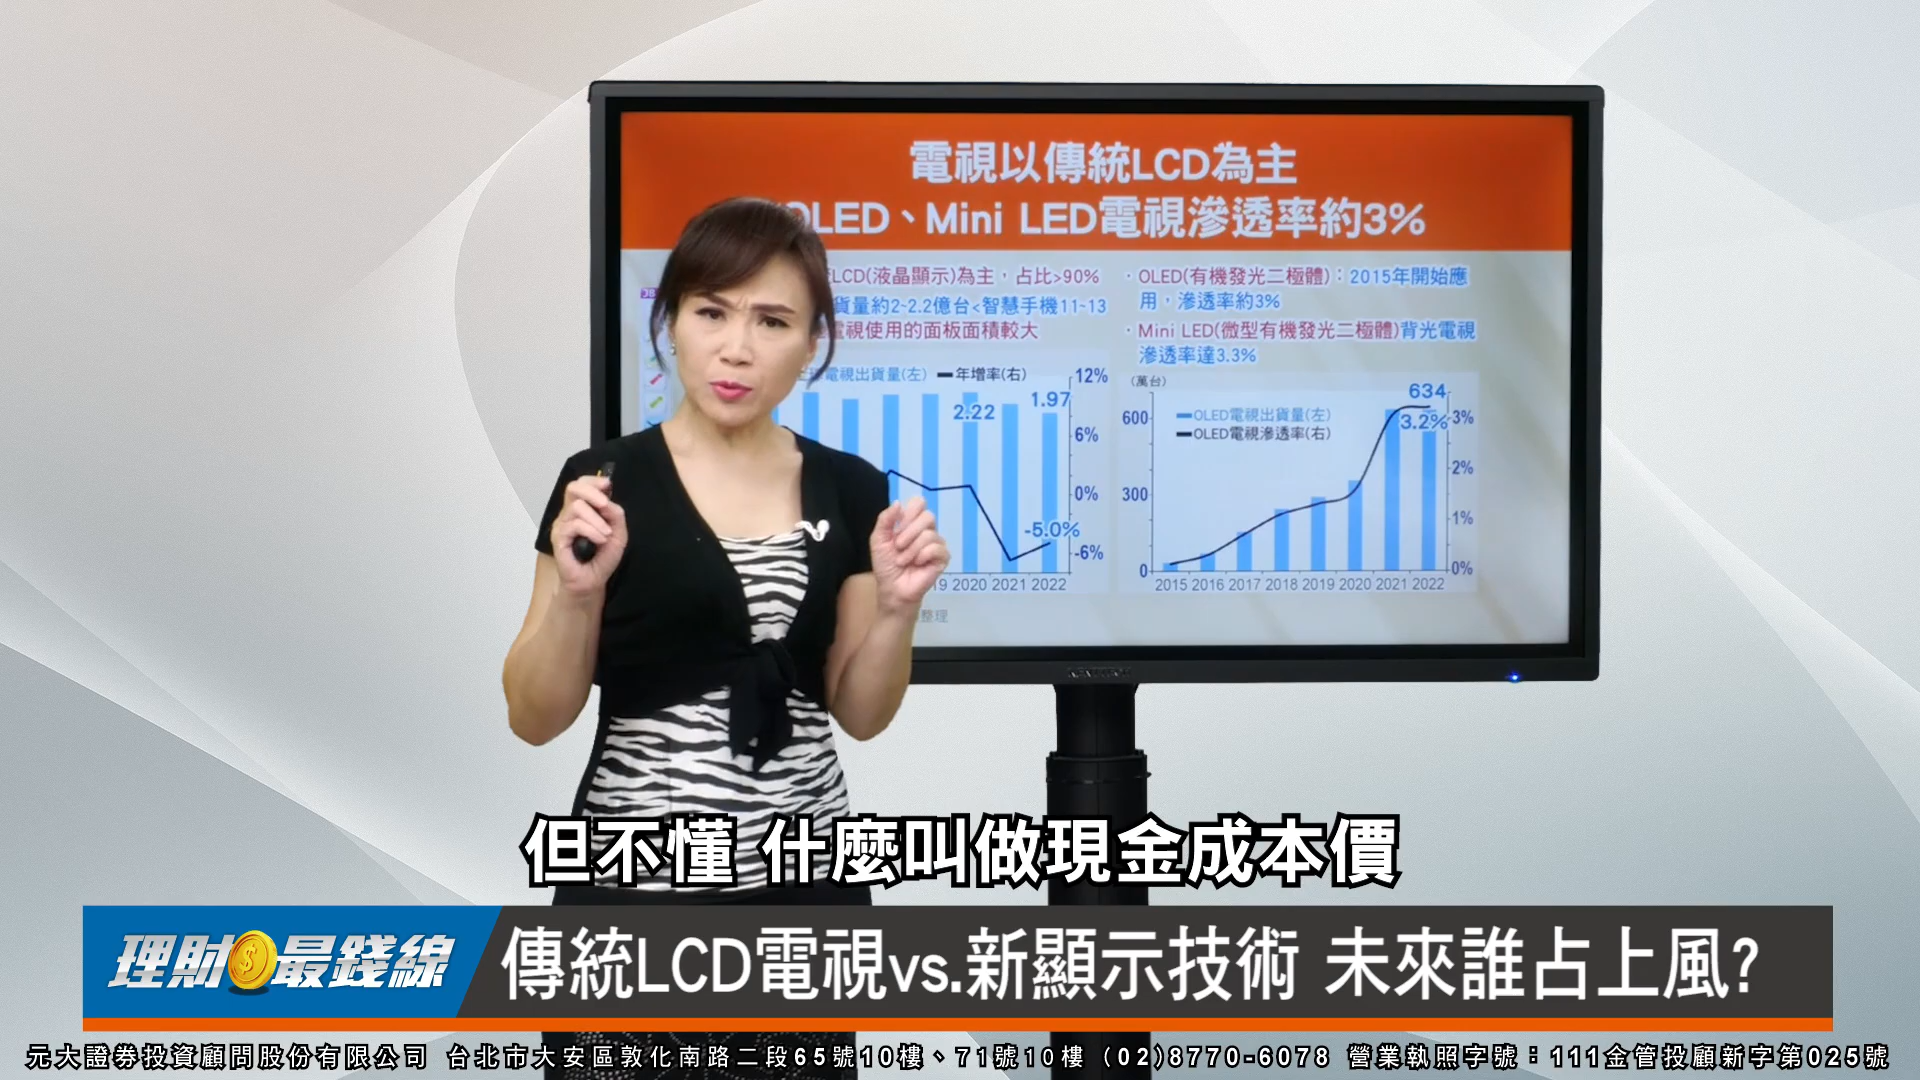 電視以傳統LCD為主
OLED、Mini LED電視滲透率約3%
LCD(液晶顯示)為主,占比>90%
貨量約2~2.2億台<智慧手機11~13
電視使用的面板面積較大
電視出貨量(左) 年增率(右)
12%
6%
0%
-6%
2.22
1.97
-5.0%
19 2020 2021 2022
整理
·OLED(有機發光二極體):2015年開始應
用,滲透率約3%
·Mini LED(微型有機發光二極體)背光電視
滲透率達3.3%
(萬台)
600
300
0
OLED電視出貨量(左)
OLED電視滲透率(右)
634
3.2%
3%
2%
1%
0%
2015 2016 2017 2018 2019 2020 2021 2022
但不懂 什麼叫做現金成本價
理財最錢線
傳統LCD電視vs.新顯示技術 未來誰占上風?
元大證券投資顧問股份有限公司 台北市大安區敦化南路二段65號10樓、71號10樓 (02)8770-6078 營業執照字號:111金管投顧新字第025號